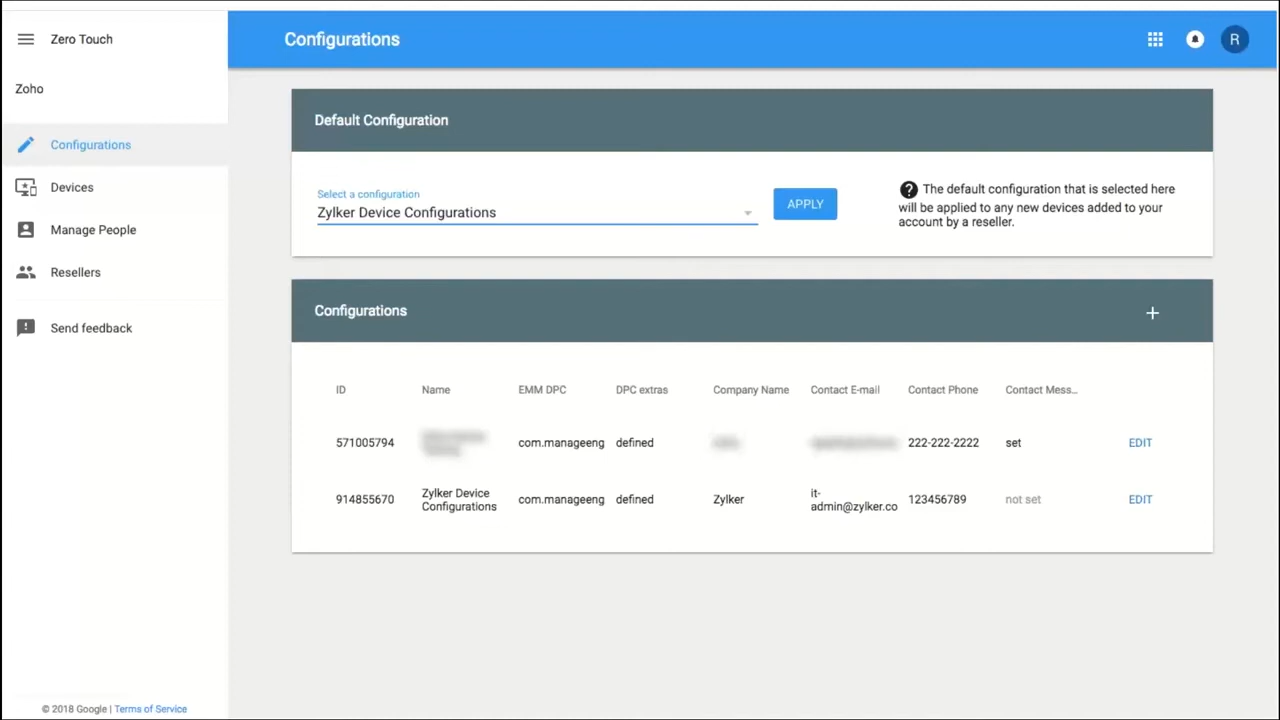 Zero Touch
Configurations
R
Zoho
Configurations
Devices
Manage People
Resellers
Send feedback
Default Configuration
Select a configuration
Zylker Device Configurations
APPLY
The default configuration that is selected here
will be applied to any new devices added to your
account by a reseller.
Configurations
ID Name EMM DPC DPC extras Company Name Contact E-mail Contact Phone Contact Mess...
571005794 com.manageeng defined 222-222-2222 set EDIT
914855670 Zylker Device Configurations com.manageeng defined Zylker it-admin@zylker.co 123456789 not set EDIT
© 2018 Google | Terms of Service